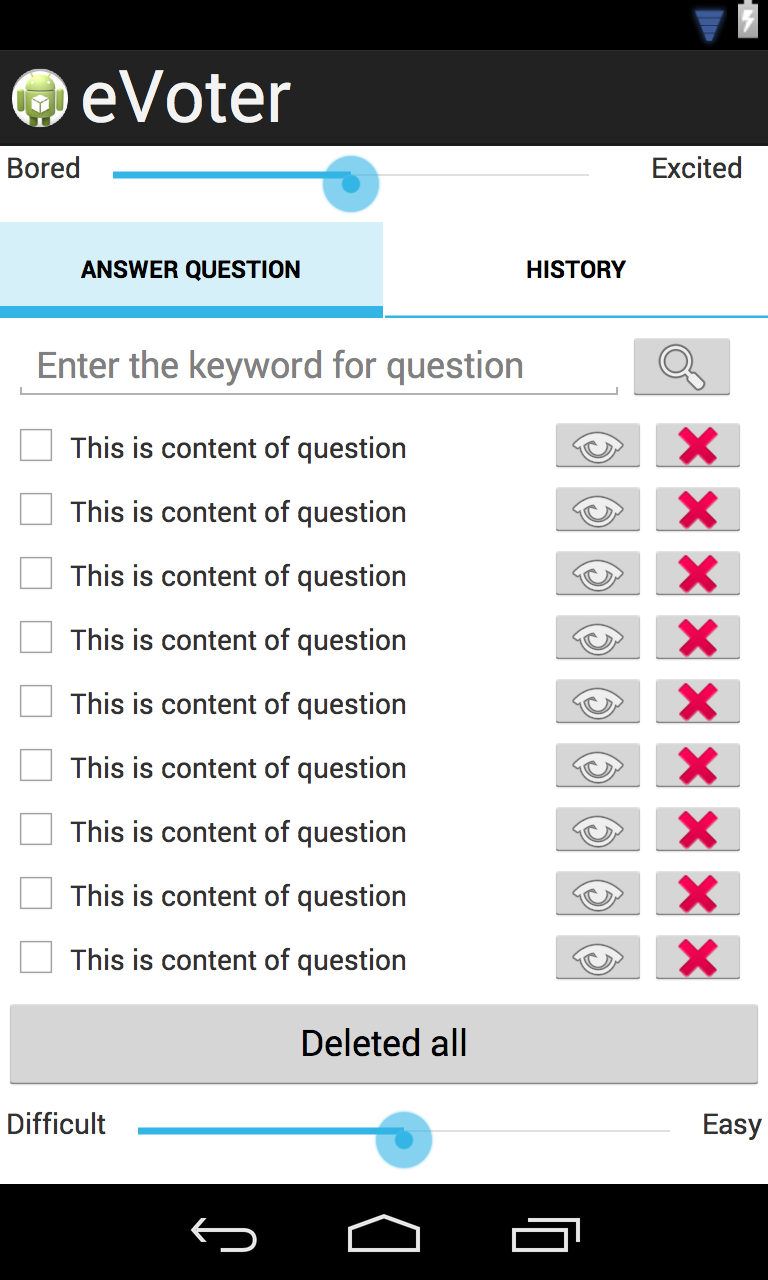 eVoter
Bored Excited
ANSWER QUESTION HISTORY
Enter the keyword for question
This is content of question
This is content of question
This is content of question
This is content of question
This is content of question
This is content of question
This is content of question
This is content of question
This is content of question
Deleted all
Difficult Easy